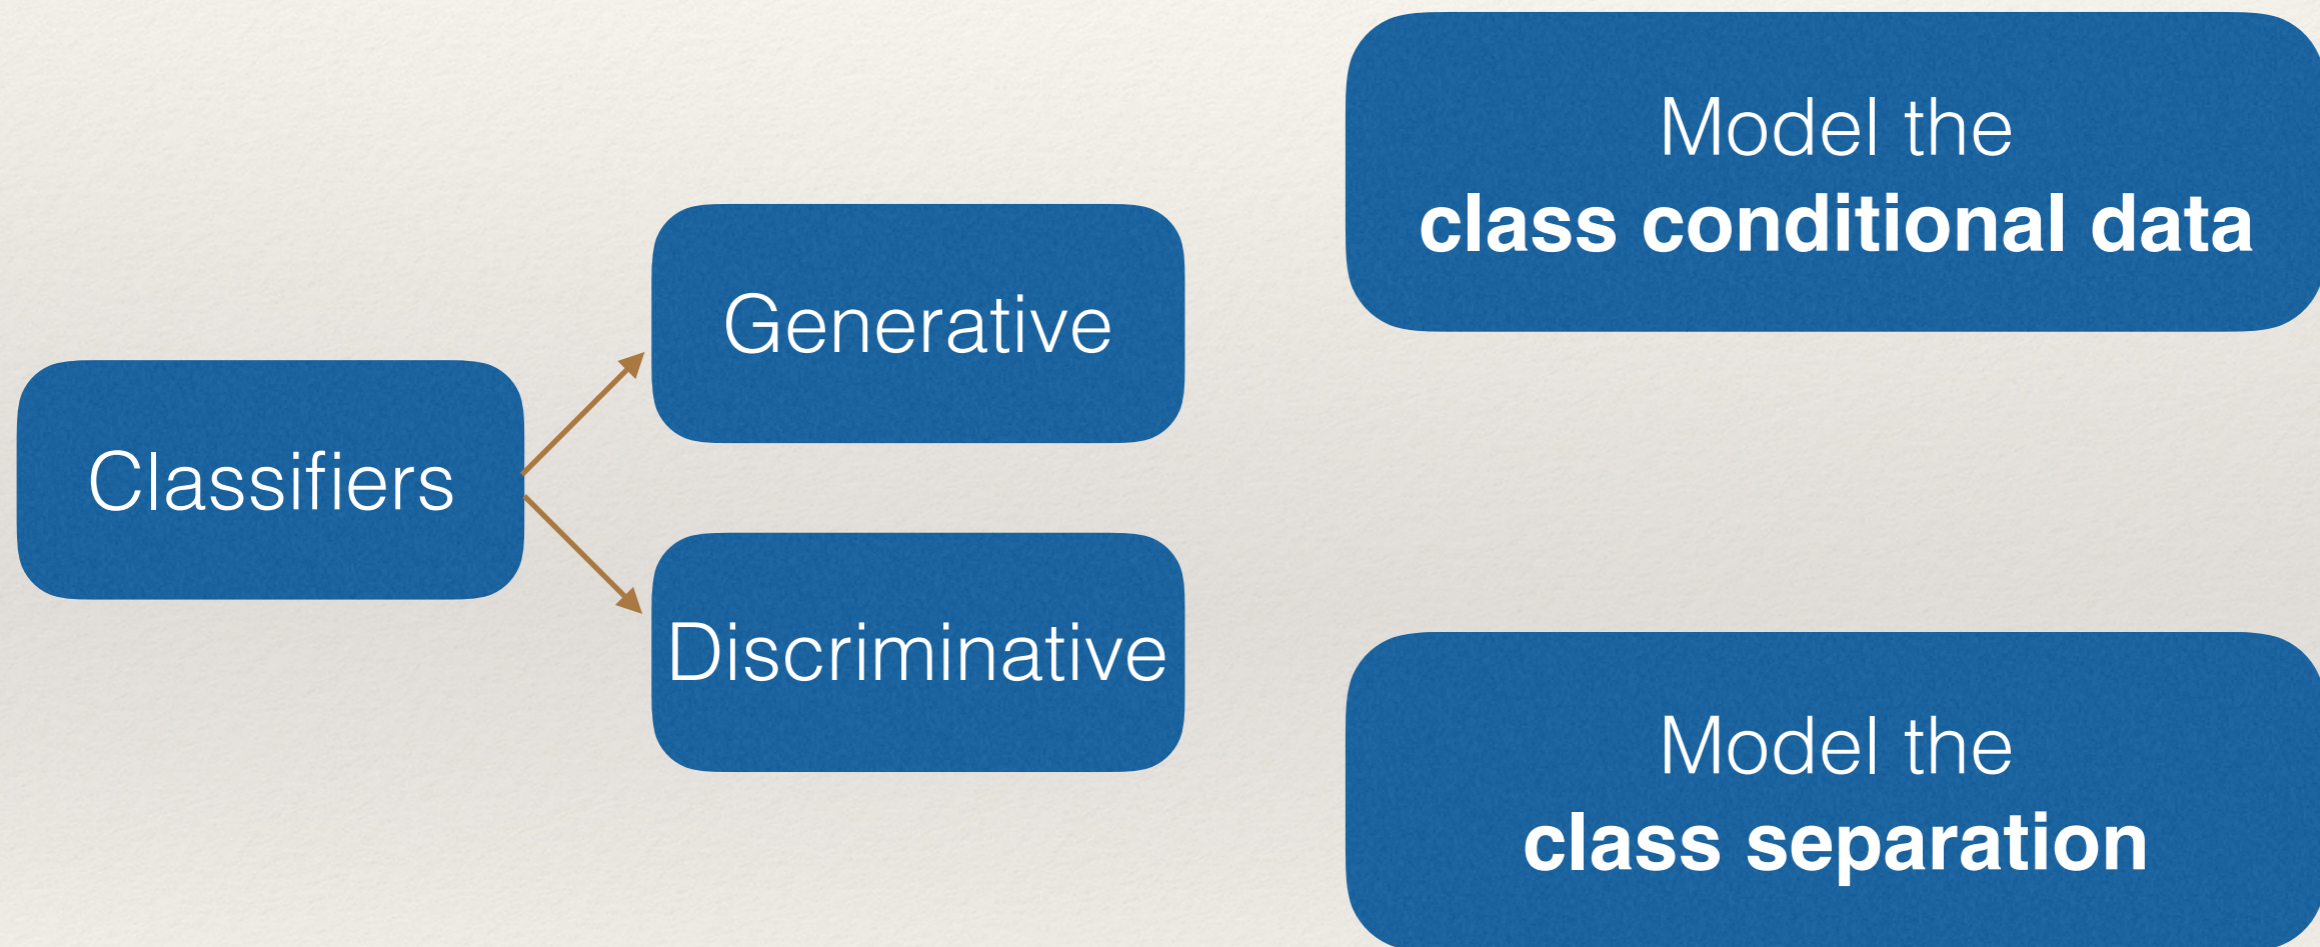 Classifiers
Generative
Discriminative
Model the
class conditional data
Model the
class separation